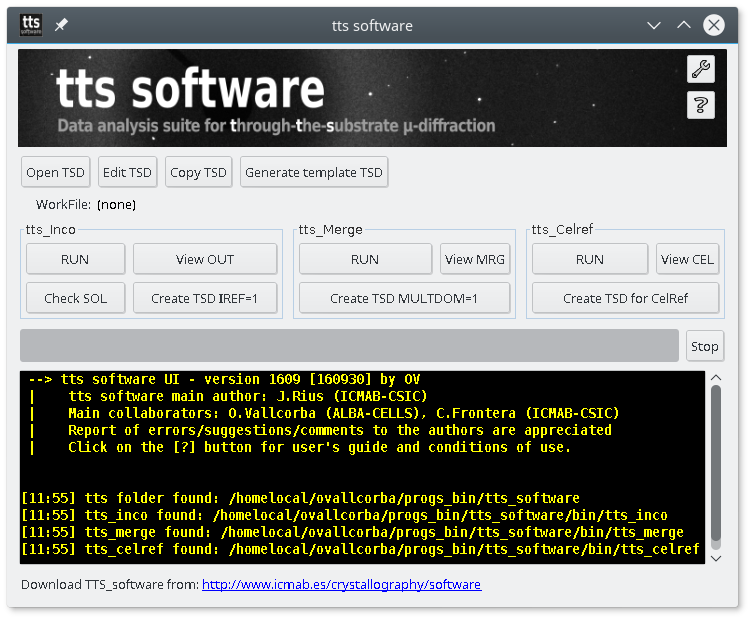 tts software
tts
software
tts software
Data analysis suite for through-the-substrate µ-diffraction
?
Open TSD Edit TSD Copy TSD Generate template TSD
WorkFile: (none)
tts_Inco tts_Merge tts_Celref
RUN View OUT RUN View MRG RUN View CEL
Check SOL Create TSD IREF=1 Create TSD MULTDOM=1 Create TSD for CelRef
Stop
--> tts software UI - version 1609 [160930] by OV
| tts software main author: J.Rius (ICMAB-CSIC)
| Main collaborators: O.Vallcorba (ALBA-CELLS), C.Frontera (ICMAB-CSIC)
| Report of errors/suggestions/comments to the authors are appreciated
| Click on the [?] button for user's guide and conditions of use.
[11:55] tts folder found: /homelocal/ovallcorba/progs_bin/tts_software
[11:55] tts_inco found: /homelocal/ovallcorba/progs_bin/tts_software/bin/tts_inco
[11:55] tts_merge found: /homelocal/ovallcorba/progs_bin/tts_software/bin/tts_merge
[11:55] tts_celref found: /homelocal/ovallcorba/progs_bin/tts_software/bin/tts_celref
Download TTS_software from: http://www.icmab.es/crystallography/software